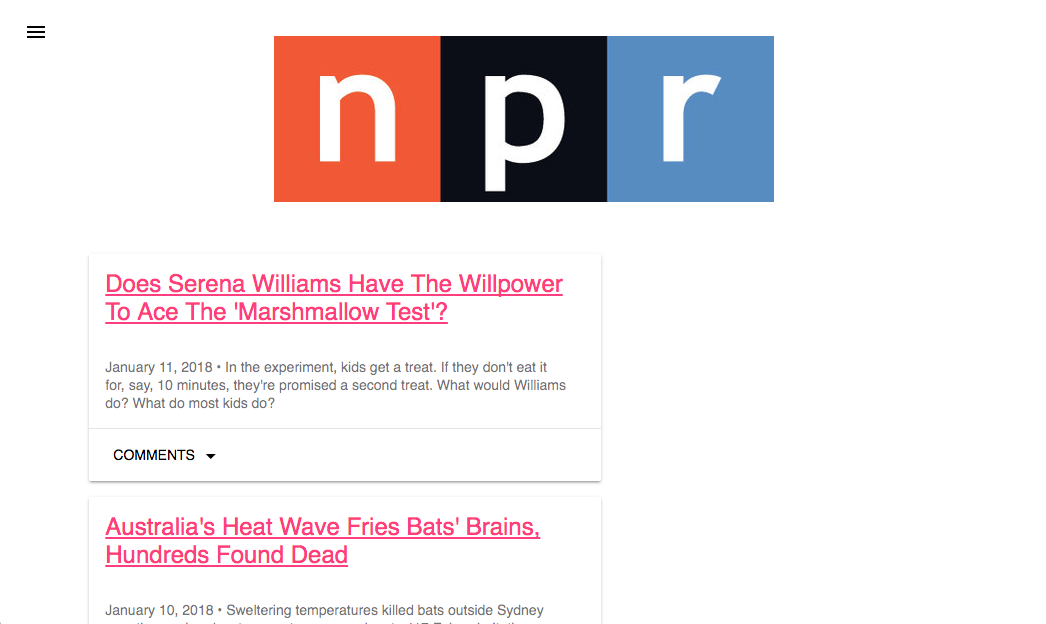 npr
Does Serena Williams Have The Willpower
To Ace The 'Marshmallow Test'?
January 11, 2018 • In the experiment, kids get a treat. If they don't eat it
for, say, 10 minutes, they're promised a second treat. What would Williams
do? What do most kids do?
COMMENTS
Australia's Heat Wave Fries Bats' Brains,
Hundreds Found Dead
January 10, 2018 • Sweltering temperatures killed bats outside Sydney